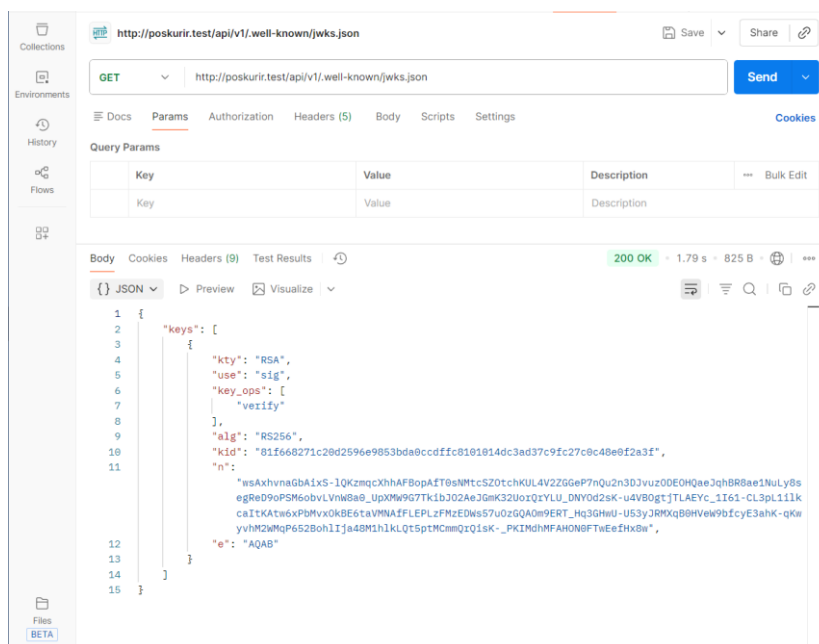 Collections
Environments
History
Flows
Files
BETA
HTTP http://poskurir.test/api/v1/.well-known/jwks.json
Save
Share
GET http://poskurir.test/api/v1/.well-known/jwks.json
Send
Docs Params Authorization Headers (5) Body Scripts Settings
Cookies
Query Params
Key Value Description ••• Bulk Edit
Key Value Description
Body Cookies Headers (9) Test Results
200 OK • 1.79 s • 825 B •
{} JSON Preview Visualize
1 {
2 "keys": [
3 {
4 "kty": "RSA",
5 "use": "sig",
6 "key_ops": [
7 "verify"
8 ],
9 "alg": "RS256",
10 "kid": "81f668271c20d2596e9853bda0ccdffc8101014dc3ad37c9fc27c0c48e0f2a3f",
11 "n":
"wsAxhvnaGbAixS-lQKzmqcXhhAFBopAfT0sNMtcSZOtchKUL4V2ZGGeP7nQu2n3DJvuzODEOHQaeJqhBR8ae1NuLy8s
egReD9oPSM6obvLVnW8a0_UpXMW9G7TkibJO2AeJGmK32UorQrYLU_DNYOd2sK-u4VBOgtjTLAEYc_1I61-CL3pL1ilk
caItKAtw6xPbMvxOkBE6taVMNAfFLEPLzFMzEDWs57uOzGQAOm9ERT_Hq3GHwU-U53yJRMXqB0HVeW9bfcyE3ahK-qKw
yvhM2WMqP652BohlIja48M1hlkLQt5ptMCmmQrQisK-_PKIMdhMFAHON0FTwEefHx8w",
12 "e": "AQAB"
13 }
14 ]
15 }